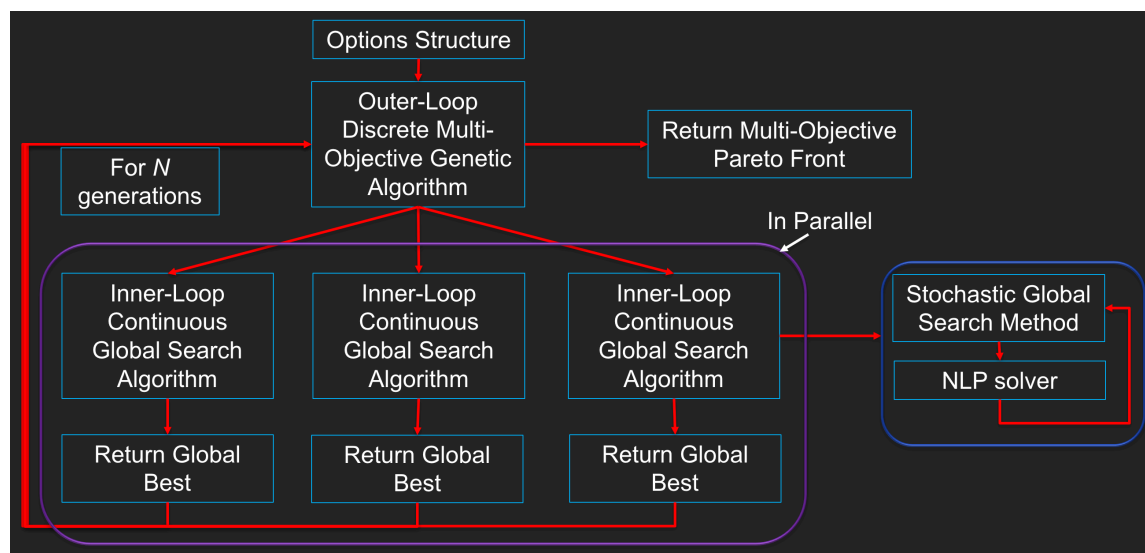 Options Structure
Outer-Loop
Discrete Multi-
Objective Genetic
Algorithm
Return Multi-Objective
Pareto Front
For N
generations
In Parallel
Inner-Loop
Continuous
Global Search
Algorithm
Inner-Loop
Continuous
Global Search
Algorithm
Inner-Loop
Continuous
Global Search
Algorithm
Stochastic Global
Search Method
NLP solver
Return Global
Best
Return Global
Best
Return Global
Best